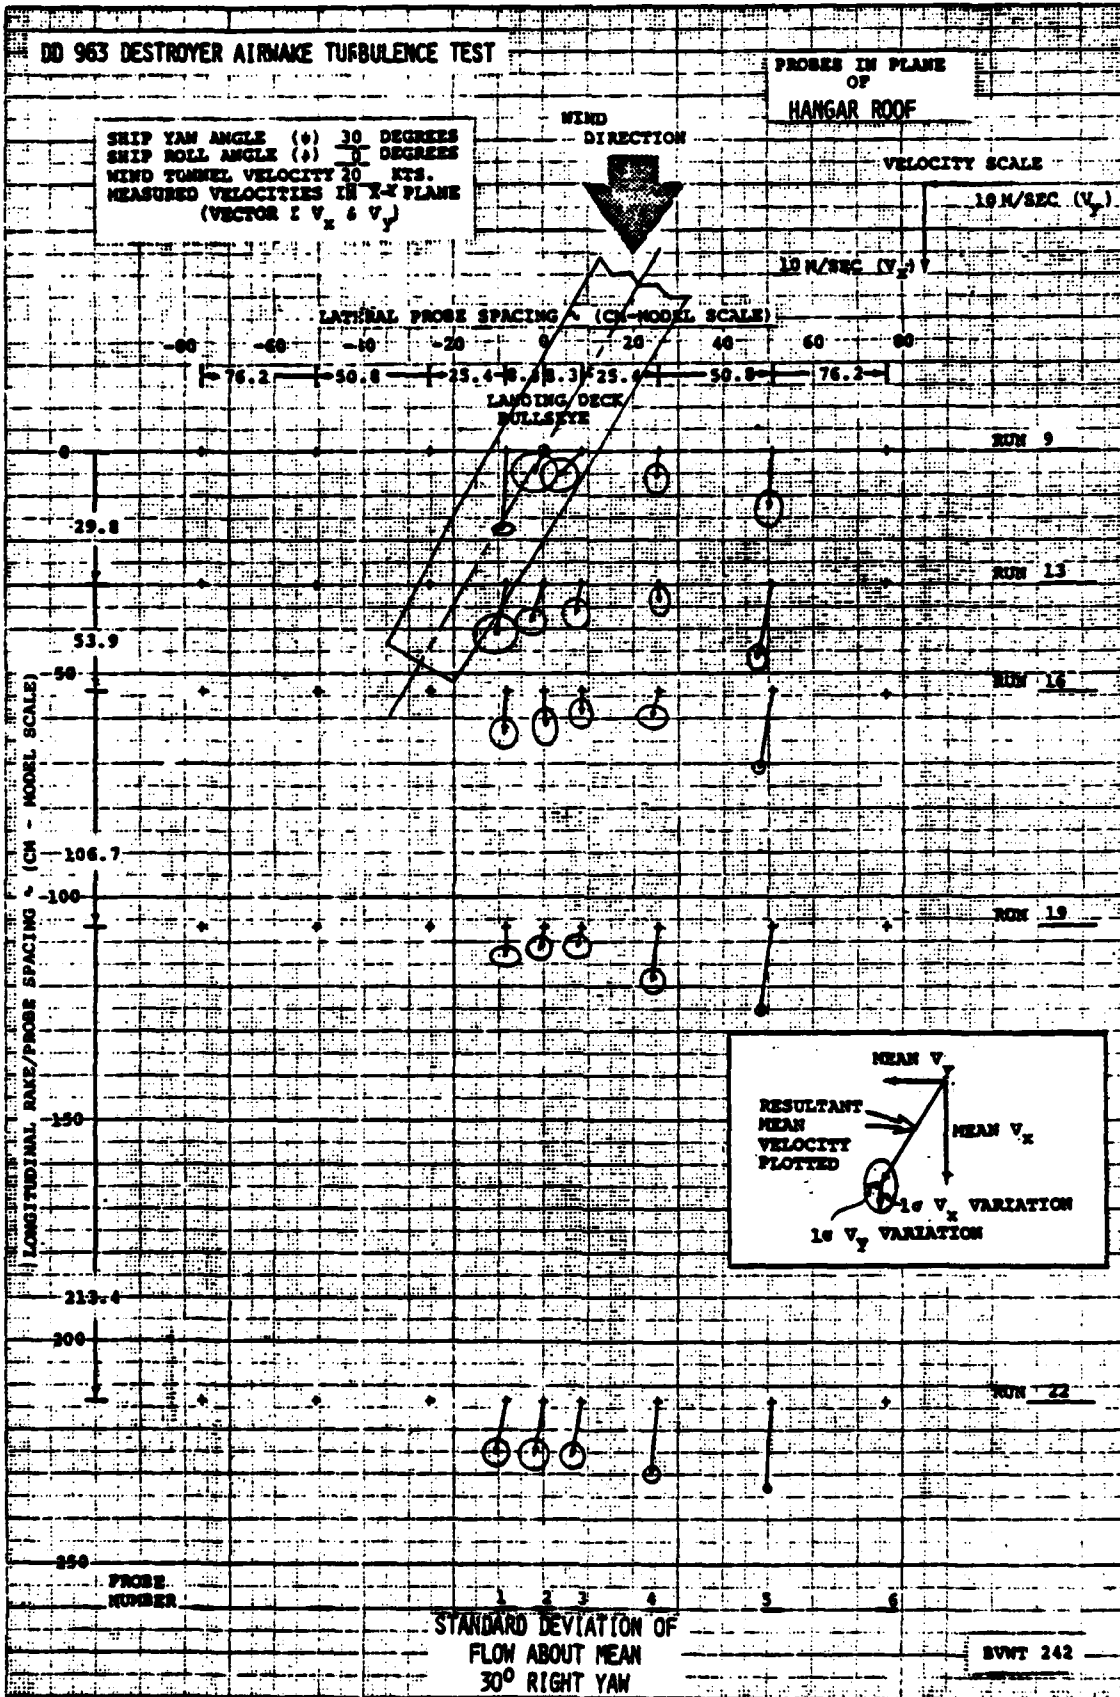 DD 963 DESTROYER AIRWAKE TURBULENCE TEST
PROBES IN PLANE
OF
HANGAR ROOF
SHIP YAW ANGLE (ψ) 30 DEGREES
SHIP ROLL ANGLE (φ) 0 DEGREES
WIND TUNNEL VELOCITY 20 KTS.
MEASURED VELOCITIES IN X-Y PLANE
(VECTOR Σ Vx & Vy)
WIND
DIRECTION
VELOCITY SCALE
10 M/SEC (Vy)
10 M/SEC (Vx)
LATERAL PROBE SPACING ~ (CM-MODEL SCALE)
-80 -60 -40 -20 0 20 40 60 80
76.2 50.8 25.4 8.3 8.3 25.4 50.8 76.2
LANDING DECK
BULLSEYE
0
RUN 9
29.8
RUN 13
53.9
-50
RUN 16
LONGITUDINAL RAKE/PROBE SPACING ~ (CM - MODEL SCALE)
106.7
-100
RUN 19
MEAN Vy
RESULTANT
MEAN
VELOCITY
PLOTTED
MEAN Vx
1σ Vx VARIATION
1σ Vy VARIATION
-150
213.4
200
RUN 22
250
PROBE
NUMBER
1 2 3 4 5 6
STANDARD DEVIATION OF
FLOW ABOUT MEAN
30° RIGHT YAW
BVWT 242